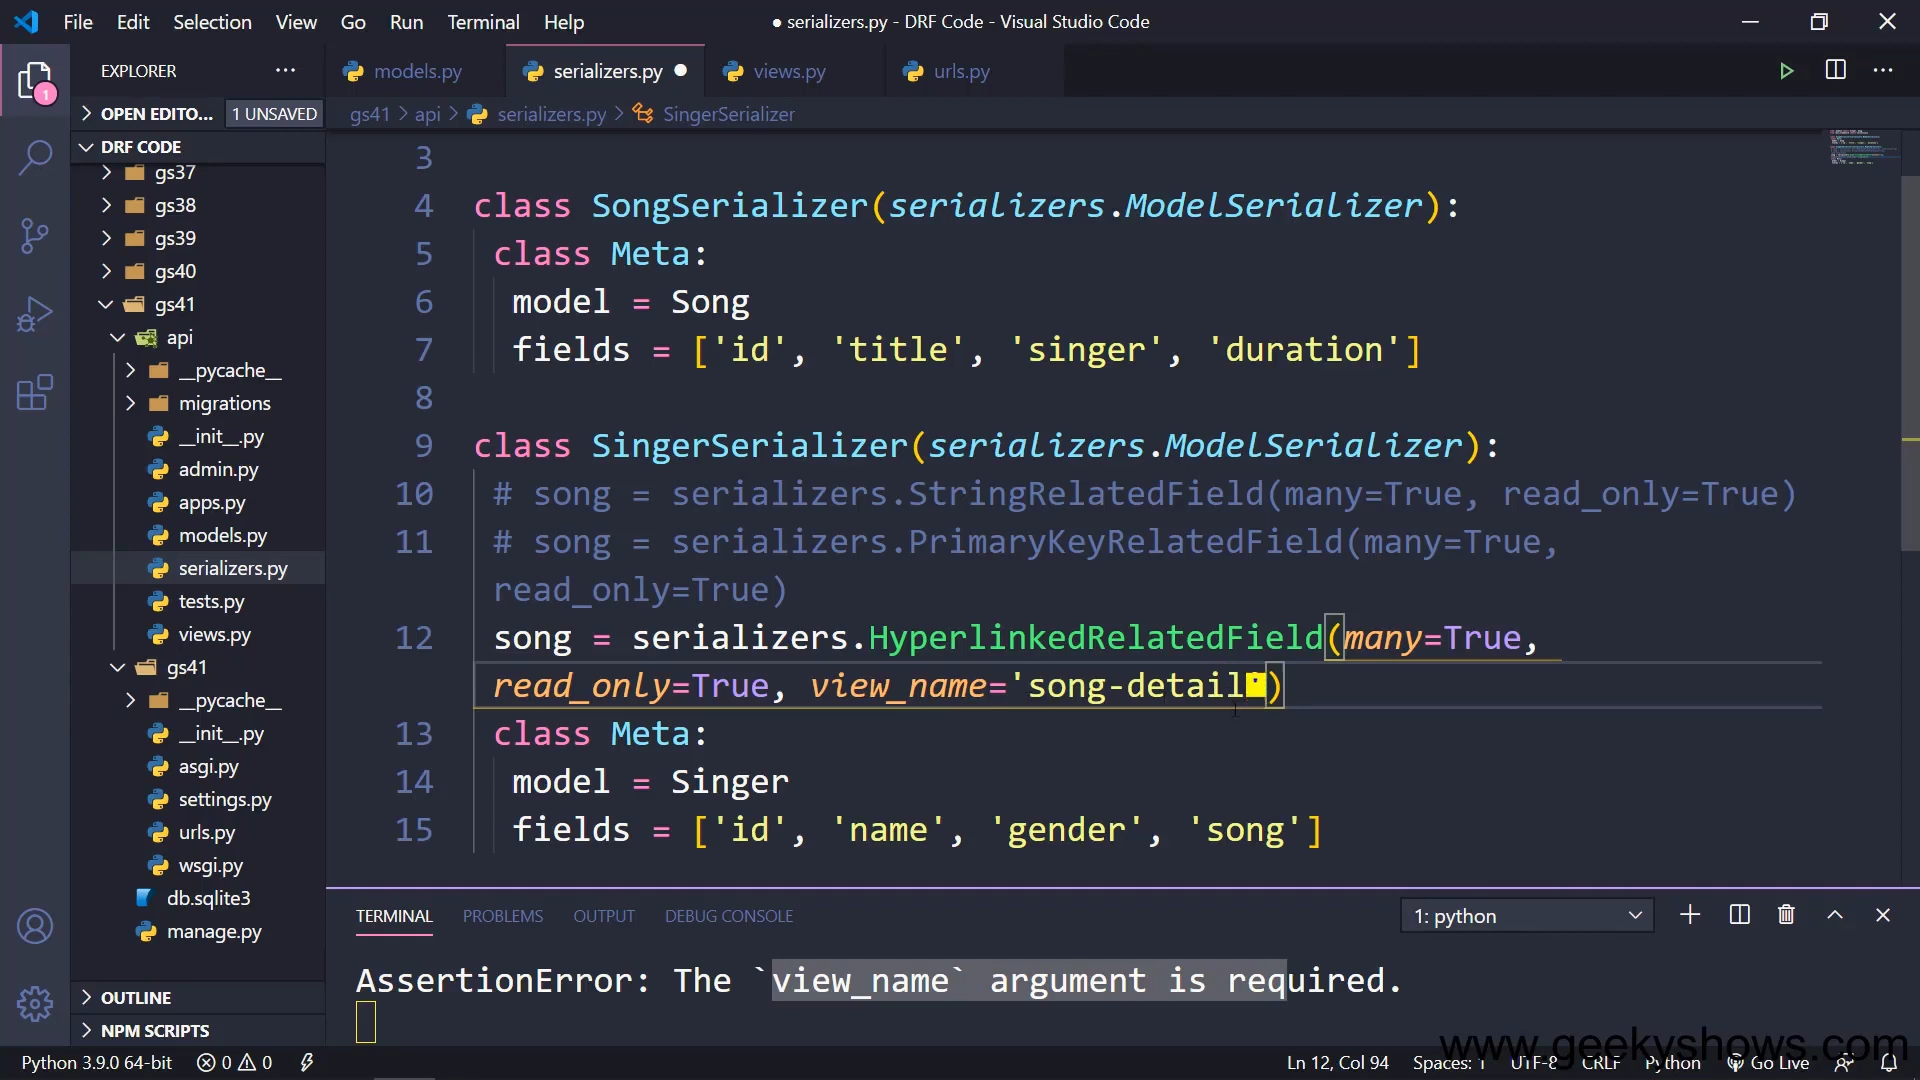 File Edit Selection View Go Run Terminal Help
● serializers.py - DRF Code - Visual Studio Code
EXPLORER
models.py serializers.py ● views.py urls.py
1
OPEN EDITO... 1 UNSAVED
gs41 > api > serializers.py > SingerSerializer
DRF CODE
gs37
gs38
gs39
gs40
gs41
api
__pycache__
migrations
__init__.py
admin.py
apps.py
models.py
serializers.py
tests.py
views.py
gs41
__pycache__
__init__.py
asgi.py
settings.py
urls.py
wsgi.py
db.sqlite3
manage.py
OUTLINE
NPM SCRIPTS
3
4 class SongSerializer(serializers.ModelSerializer):
5 class Meta:
6 model = Song
7 fields = ['id', 'title', 'singer', 'duration']
8
9 class SingerSerializer(serializers.ModelSerializer):
10 # song = serializers.StringRelatedField(many=True, read_only=True)
11 # song = serializers.PrimaryKeyRelatedField(many=True,
read_only=True)
12 song = serializers.HyperlinkedRelatedField(many=True,
read_only=True, view_name='song-detail')
13 class Meta:
14 model = Singer
15 fields = ['id', 'name', 'gender', 'song']
TERMINAL PROBLEMS OUTPUT DEBUG CONSOLE
1: python
AssertionError: The `view_name` argument is required.
www.geekyshows.com
Python 3.9.0 64-bit 0 0
Ln 12, Col 94 Spaces: 1 UTF-8 CRLF Python Go Live